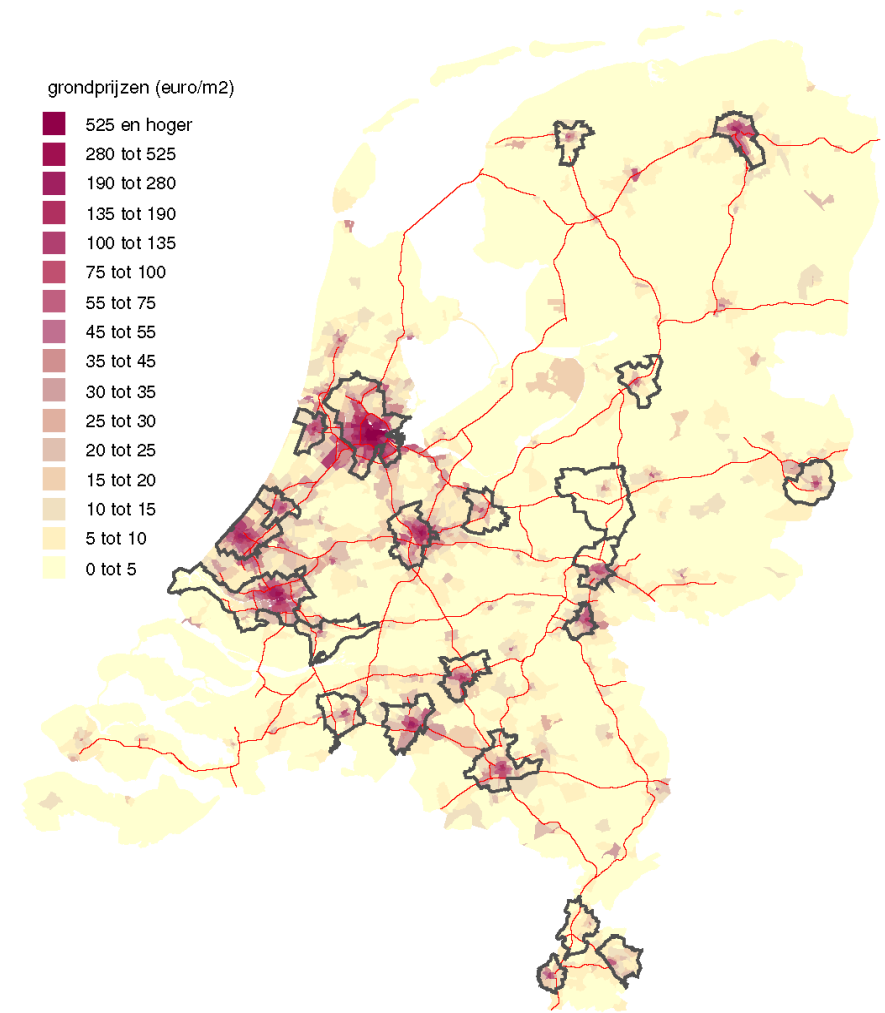 grondprijzen (euro/m2)
525 en hoger
280 tot 525
190 tot 280
135 tot 190
100 tot 135
75 tot 100
55 tot 75
45 tot 55
35 tot 45
30 tot 35
25 tot 30
20 tot 25
15 tot 20
10 tot 15
5 tot 10
0 tot 5